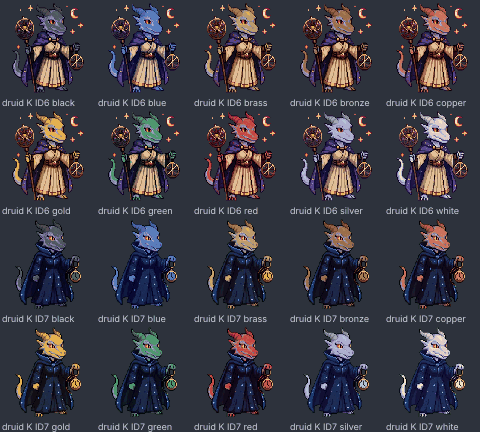 druid K ID6 black
druid K ID6 blue
druid K ID6 brass
druid K ID6 bronze
druid K ID6 copper
druid K ID6 gold
druid K ID6 green
druid K ID6 red
druid K ID6 silver
druid K ID6 white
druid K ID7 black
druid K ID7 blue
druid K ID7 brass
druid K ID7 bronze
druid K ID7 copper
druid K ID7 gold
druid K ID7 green
druid K ID7 red
druid K ID7 silver
druid K ID7 white